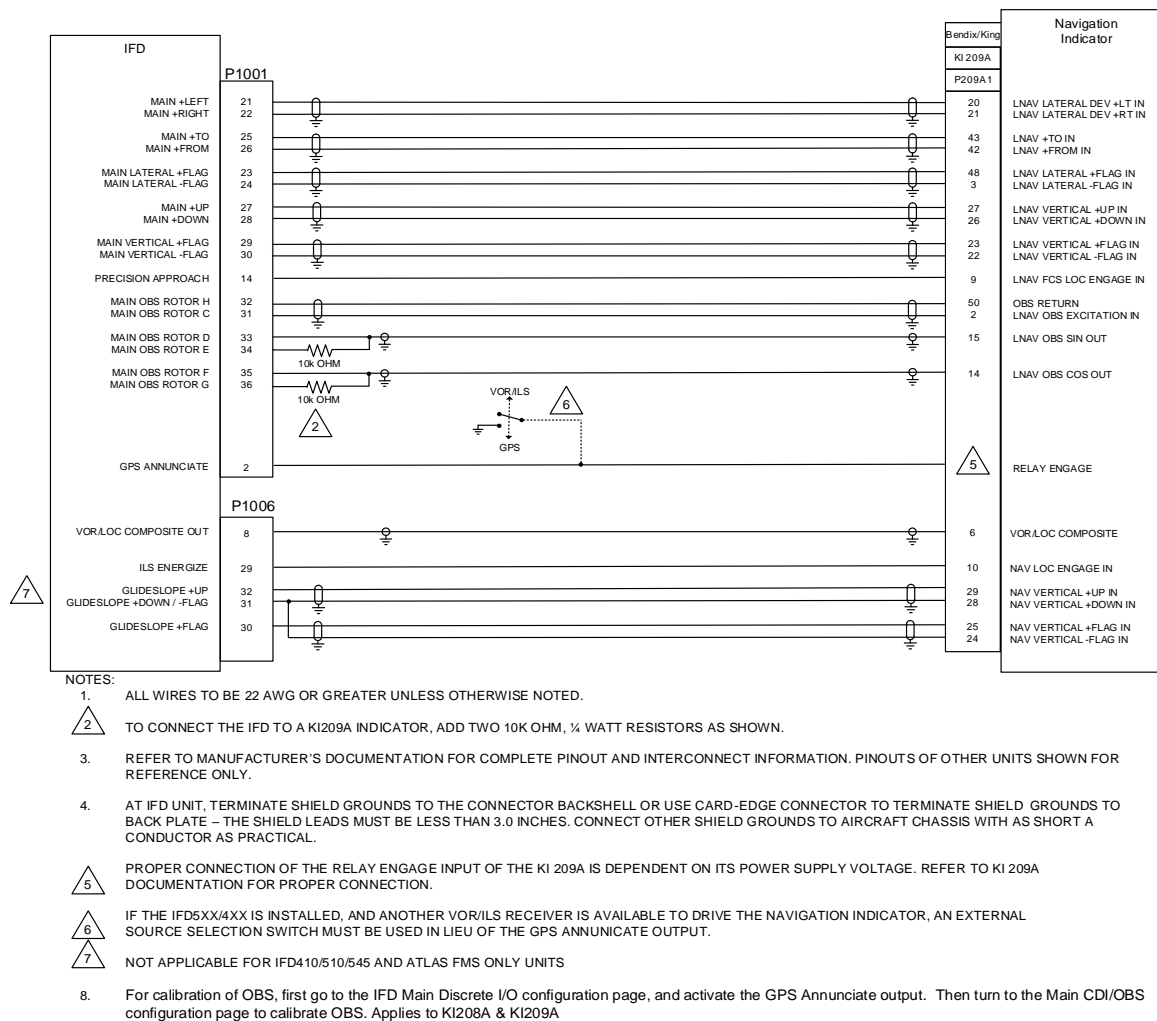 IFD
Bendix/King
Navigation
Indicator
KI 209A
P1001
P209A1
MAIN +LEFT 21 20 LNAV LATERAL DEV +LT IN
MAIN +RIGHT 22 21 LNAV LATERAL DEV +RT IN
MAIN +TO 25 43 LNAV +TO IN
MAIN +FROM 26 42 LNAV +FROM IN
MAIN LATERAL +FLAG 23 48 LNAV LATERAL +FLAG IN
MAIN LATERAL -FLAG 24 3 LNAV LATERAL -FLAG IN
MAIN +UP 27 27 LNAV VERTICAL +UP IN
MAIN +DOWN 28 26 LNAV VERTICAL +DOWN IN
MAIN VERTICAL +FLAG 29 23 LNAV VERTICAL +FLAG IN
MAIN VERTICAL -FLAG 30 22 LNAV VERTICAL -FLAG IN
PRECISION APPROACH 14 9 LNAV FCS LOC ENGAGE IN
MAIN OBS ROTOR H 32 50 OBS RETURN
MAIN OBS ROTOR C 31 2 LNAV OBS EXCITATION IN
MAIN OBS ROTOR D 33 15 LNAV OBS SIN OUT
MAIN OBS ROTOR E 34
10k OHM
MAIN OBS ROTOR F 35 14 LNAV OBS COS OUT
MAIN OBS ROTOR G 36
10k OHM
VOR/ILS
6
2
GPS
GPS ANNUNCIATE 2 5 RELAY ENGAGE
P1006
VOR/LOC COMPOSITE OUT 8 6 VOR/LOC COMPOSITE
ILS ENERGIZE 29 10 NAV LOC ENGAGE IN
7
GLIDESLOPE +UP 32 29 NAV VERTICAL +UP IN
GLIDESLOPE +DOWN / -FLAG 31 28 NAV VERTICAL +DOWN IN
GLIDESLOPE +FLAG 30 25 NAV VERTICAL +FLAG IN
24 NAV VERTICAL -FLAG IN
NOTES:
1. ALL WIRES TO BE 22 AWG OR GREATER UNLESS OTHERWISE NOTED.
2 TO CONNECT THE IFD TO A KI209A INDICATOR, ADD TWO 10K OHM, ¼ WATT RESISTORS AS SHOWN.
3. REFER TO MANUFACTURER'S DOCUMENTATION FOR COMPLETE PINOUT AND INTERCONNECT INFORMATION. PINOUTS OF OTHER UNITS SHOWN FOR
REFERENCE ONLY.
4. AT IFD UNIT, TERMINATE SHIELD GROUNDS TO THE CONNECTOR BACKSHELL OR USE CARD-EDGE CONNECTOR TO TERMINATE SHIELD GROUNDS TO
BACK PLATE – THE SHIELD LEADS MUST BE LESS THAN 3.0 INCHES. CONNECT OTHER SHIELD GROUNDS TO AIRCRAFT CHASSIS WITH AS SHORT A
CONDUCTOR AS PRACTICAL.
5 PROPER CONNECTION OF THE RELAY ENGAGE INPUT OF THE KI 209A IS DEPENDENT ON ITS POWER SUPPLY VOLTAGE. REFER TO KI 209A
DOCUMENTATION FOR PROPER CONNECTION.
6 IF THE IFD5XX/4XX IS INSTALLED, AND ANOTHER VOR/ILS RECEIVER IS AVAILABLE TO DRIVE THE NAVIGATION INDICATOR, AN EXTERNAL
SOURCE SELECTION SWITCH MUST BE USED IN LIEU OF THE GPS ANNUNICATE OUTPUT.
7 NOT APPLICABLE FOR IFD410/510/545 AND ATLAS FMS ONLY UNITS
8. For calibration of OBS, first go to the IFD Main Discrete I/O configuration page, and activate the GPS Annunciate output. Then turn to the Main CDI/OBS
configuration page to calibrate OBS. Applies to KI208A & KI209A